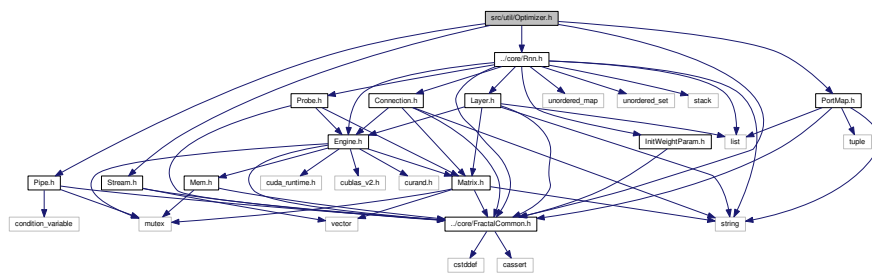 src/util/Optimizer.h
../core/Rnn.h
Probe.h
Connection.h
Layer.h
unordered_map
unordered_set
stack
PortMap.h
Engine.h
InitWeightParam.h
list
tuple
Pipe.h
Stream.h
Mem.h
cuda_runtime.h
cublas_v2.h
curand.h
Matrix.h
condition_variable
mutex
vector
../core/FractalCommon.h
string
cstddef
cassert